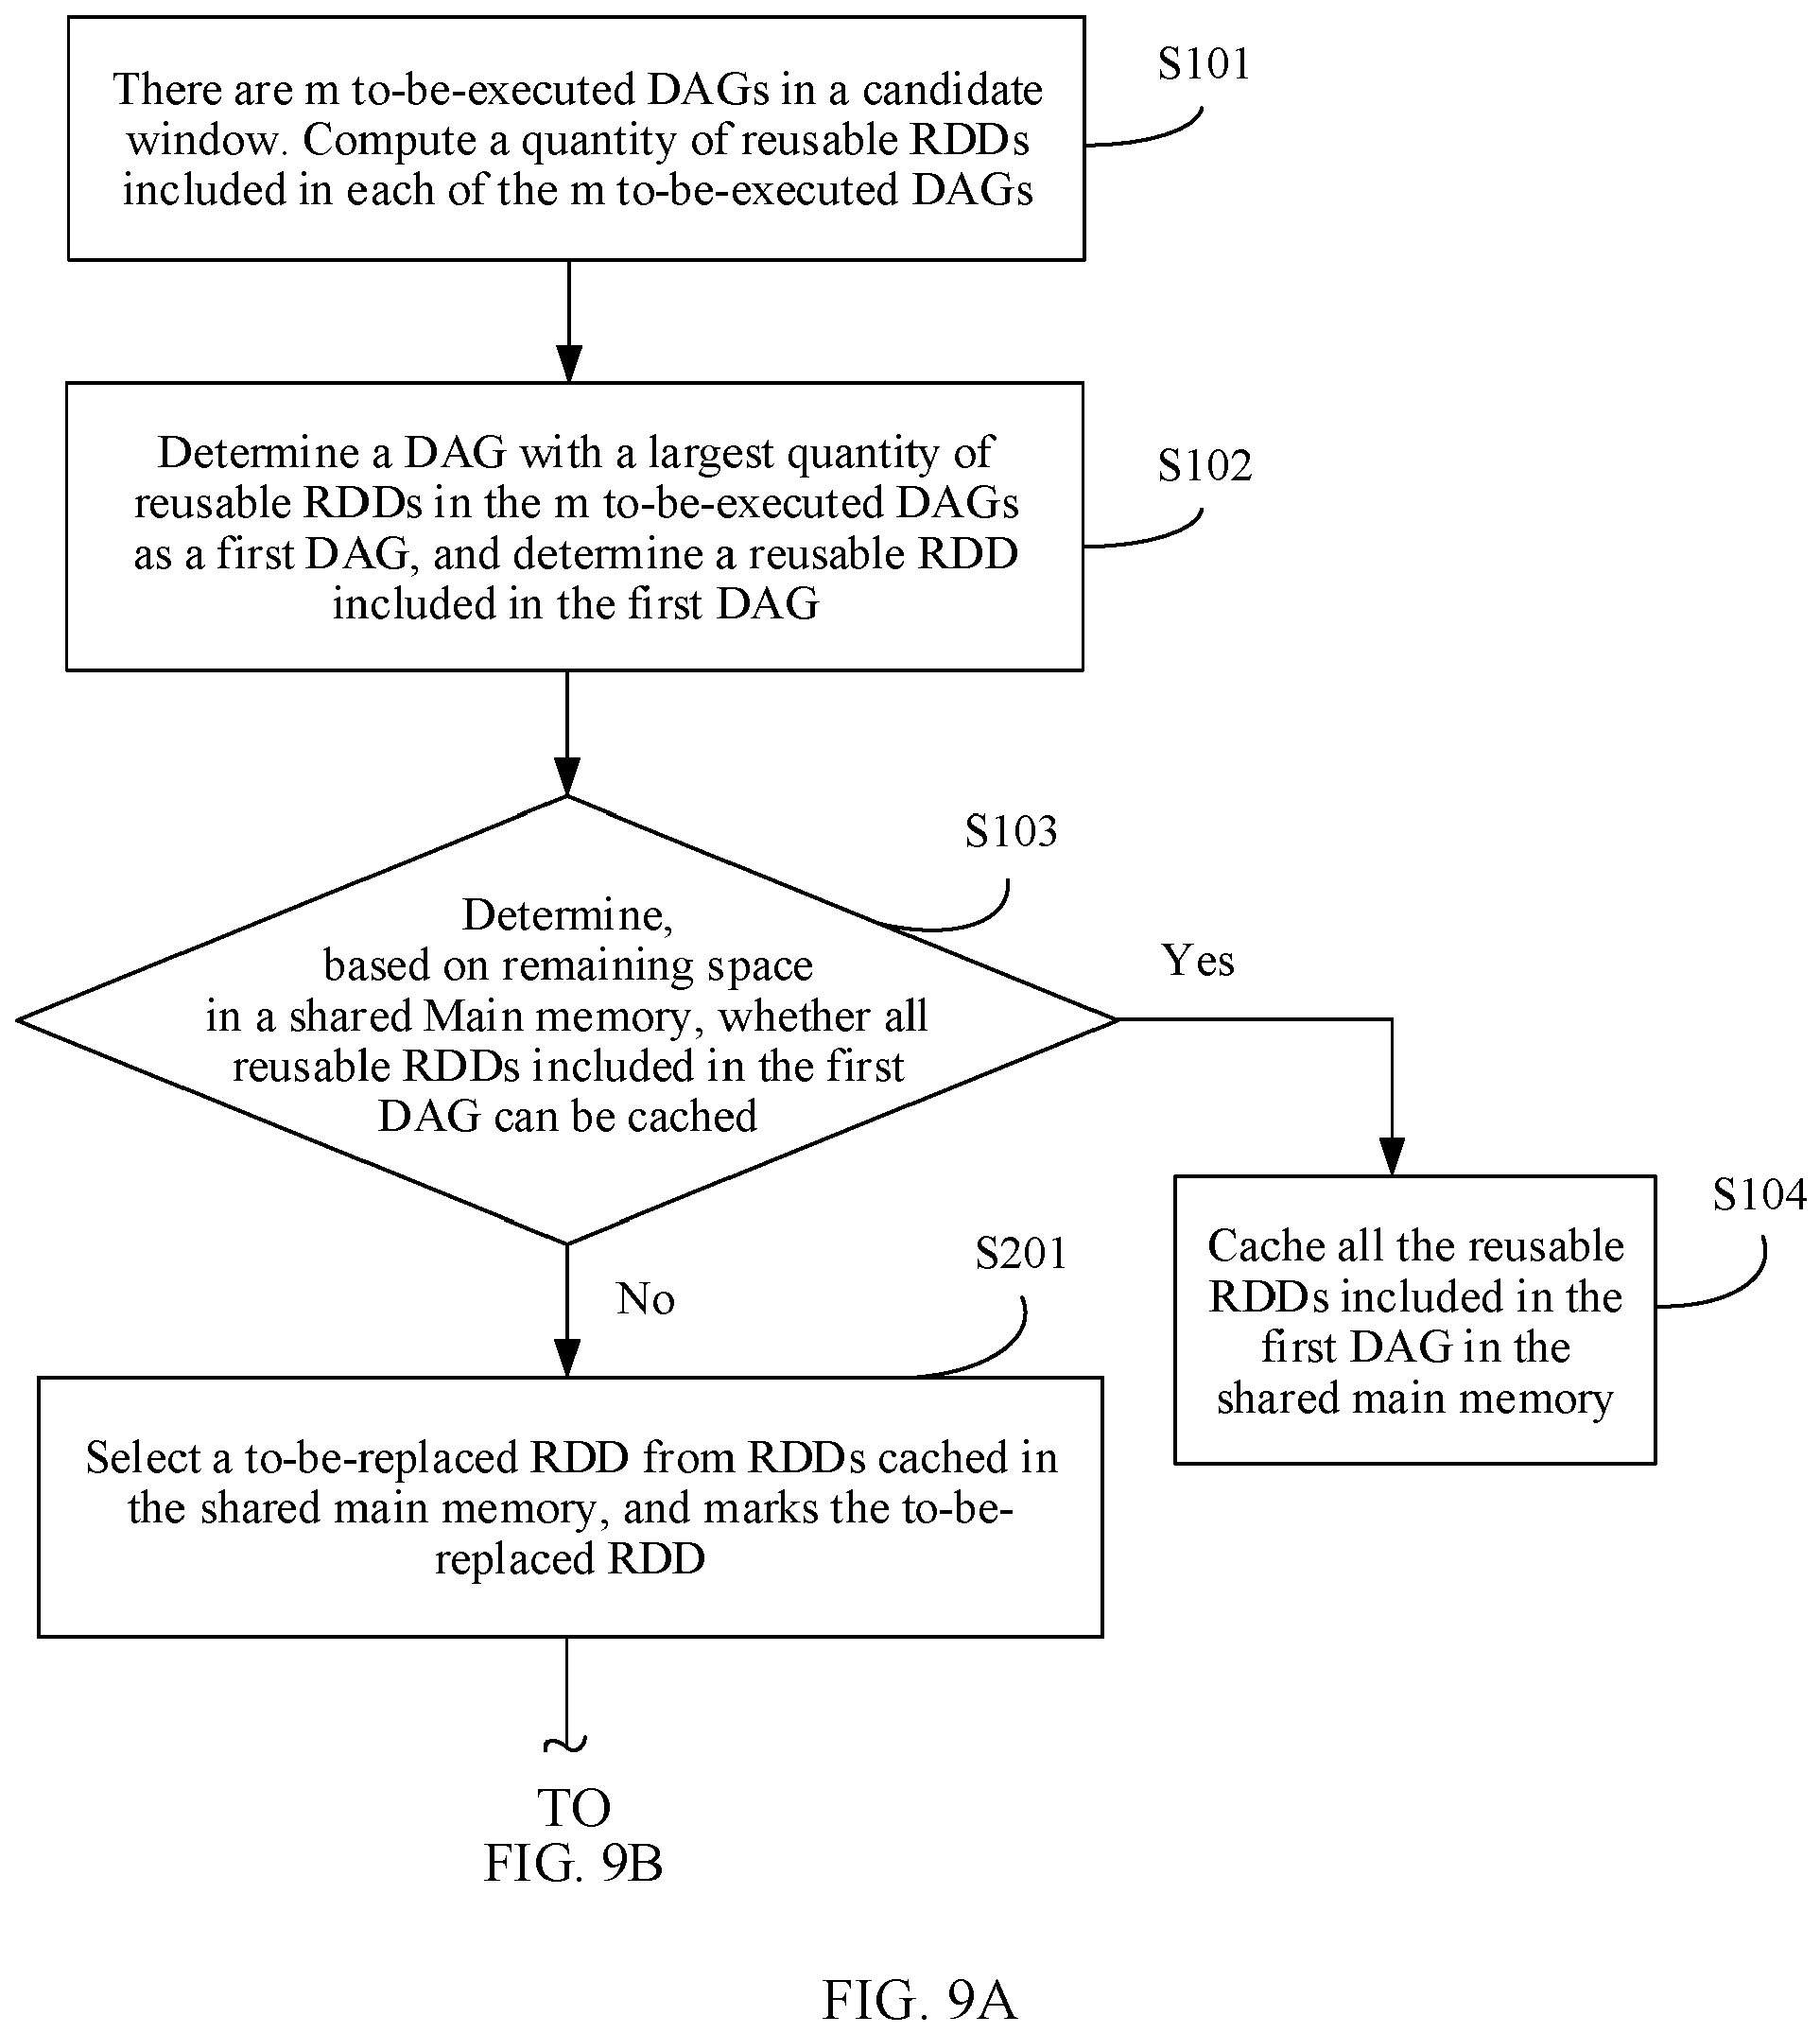 S101
There are m to-be-executed DAGs in a candidate
window. Compute a quantity of reusable RDDs
included in each of the m to-be-executed DAGs
S102
Determine a DAG with a largest quantity of
reusable RDDs in the m to-be-executed DAGs
as a first DAG, and determine a reusable RDD
included in the first DAG
S103
Determine,
based on remaining space
in a shared Main memory, whether all
reusable RDDs included in the first
DAG can be cached
Yes
S104
Cache all the reusable
RDDs included in the
first DAG in the
shared main memory
No
S201
Select a to-be-replaced RDD from RDDs cached in
the shared main memory, and marks the to-be-
replaced RDD
TO
FIG. 9B
FIG. 9A